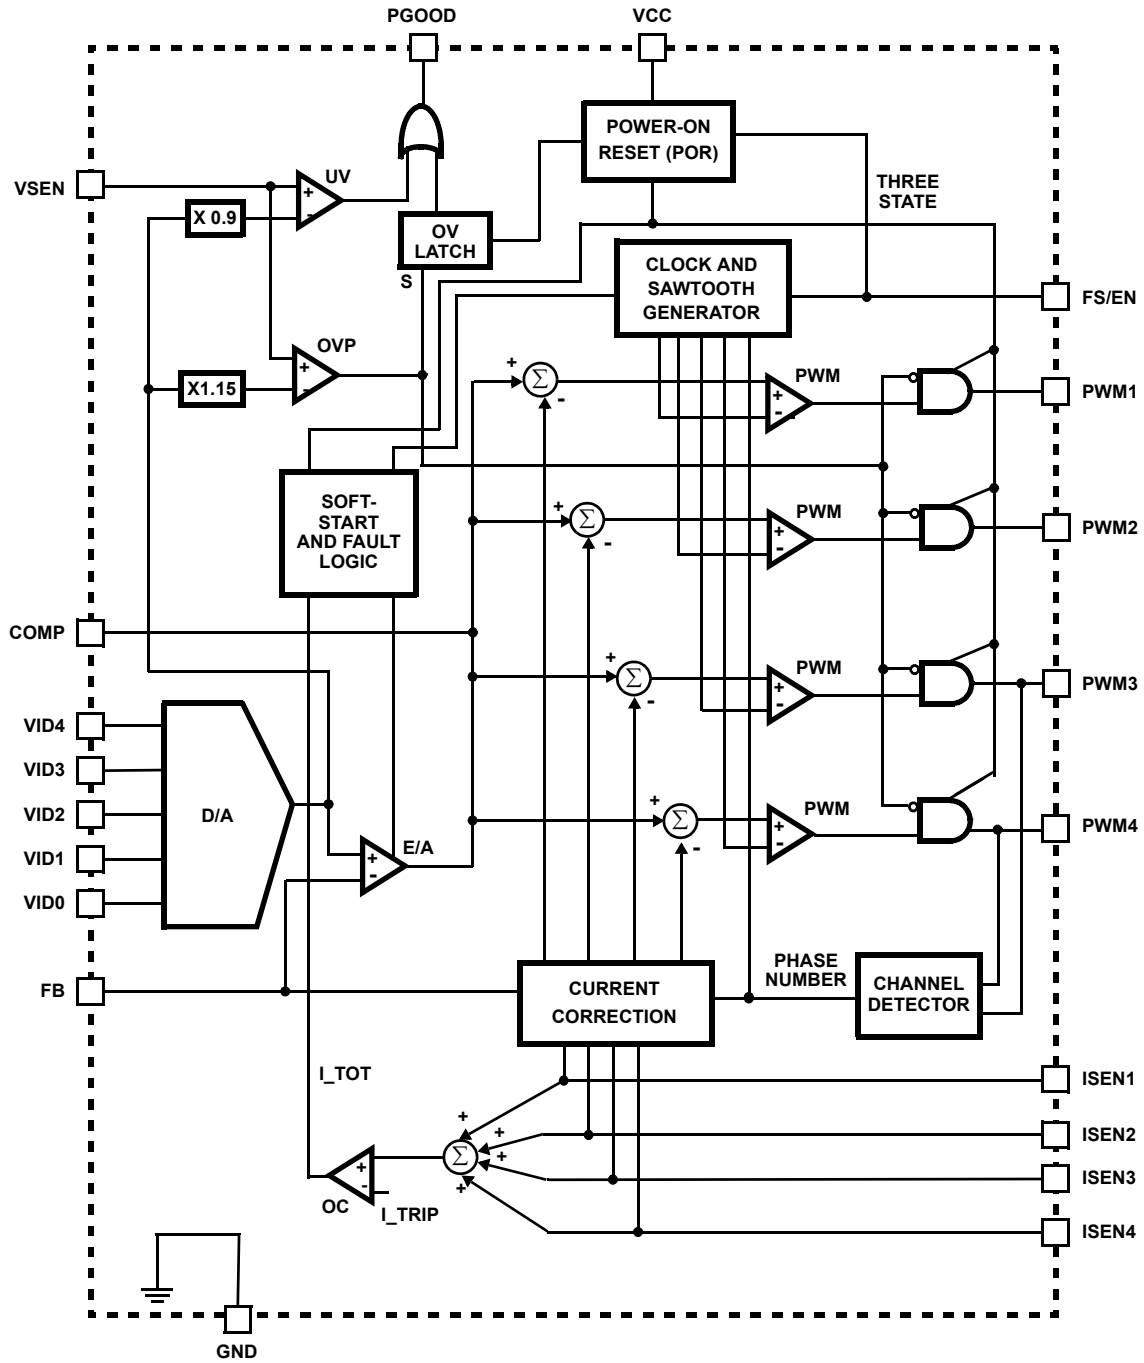 PGOOD
VCC
POWER-ON
RESET (POR)
VSEN
UV
+
-
X 0.9
THREE
STATE
OV
LATCH
S
CLOCK AND
SAWTOOTH
GENERATOR
FS/EN
OVP
+
-
X1.15
+
Σ
-
PWM
+
-
PWM1
SOFT-
START
AND FAULT
LOGIC
+
Σ
-
PWM
+
-
PWM2
COMP
+
Σ
-
PWM
+
-
PWM3
VID4
VID3
VID2
VID1
VID0
D/A
+
Σ
-
PWM
+
-
PWM4
E/A
+
-
FB
CURRENT
CORRECTION
PHASE
NUMBER
CHANNEL
DETECTOR
I_TOT
ISEN1
+
+
+
+
Σ
ISEN2
ISEN3
+
-
OC
I_TRIP
ISEN4
GND